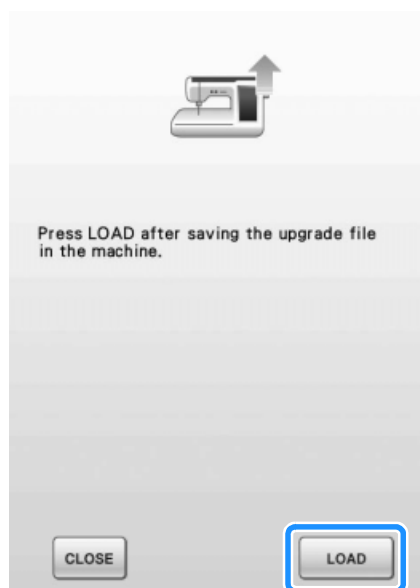 Press LOAD after saving the upgrade file
in the machine.
CLOSE
LOAD